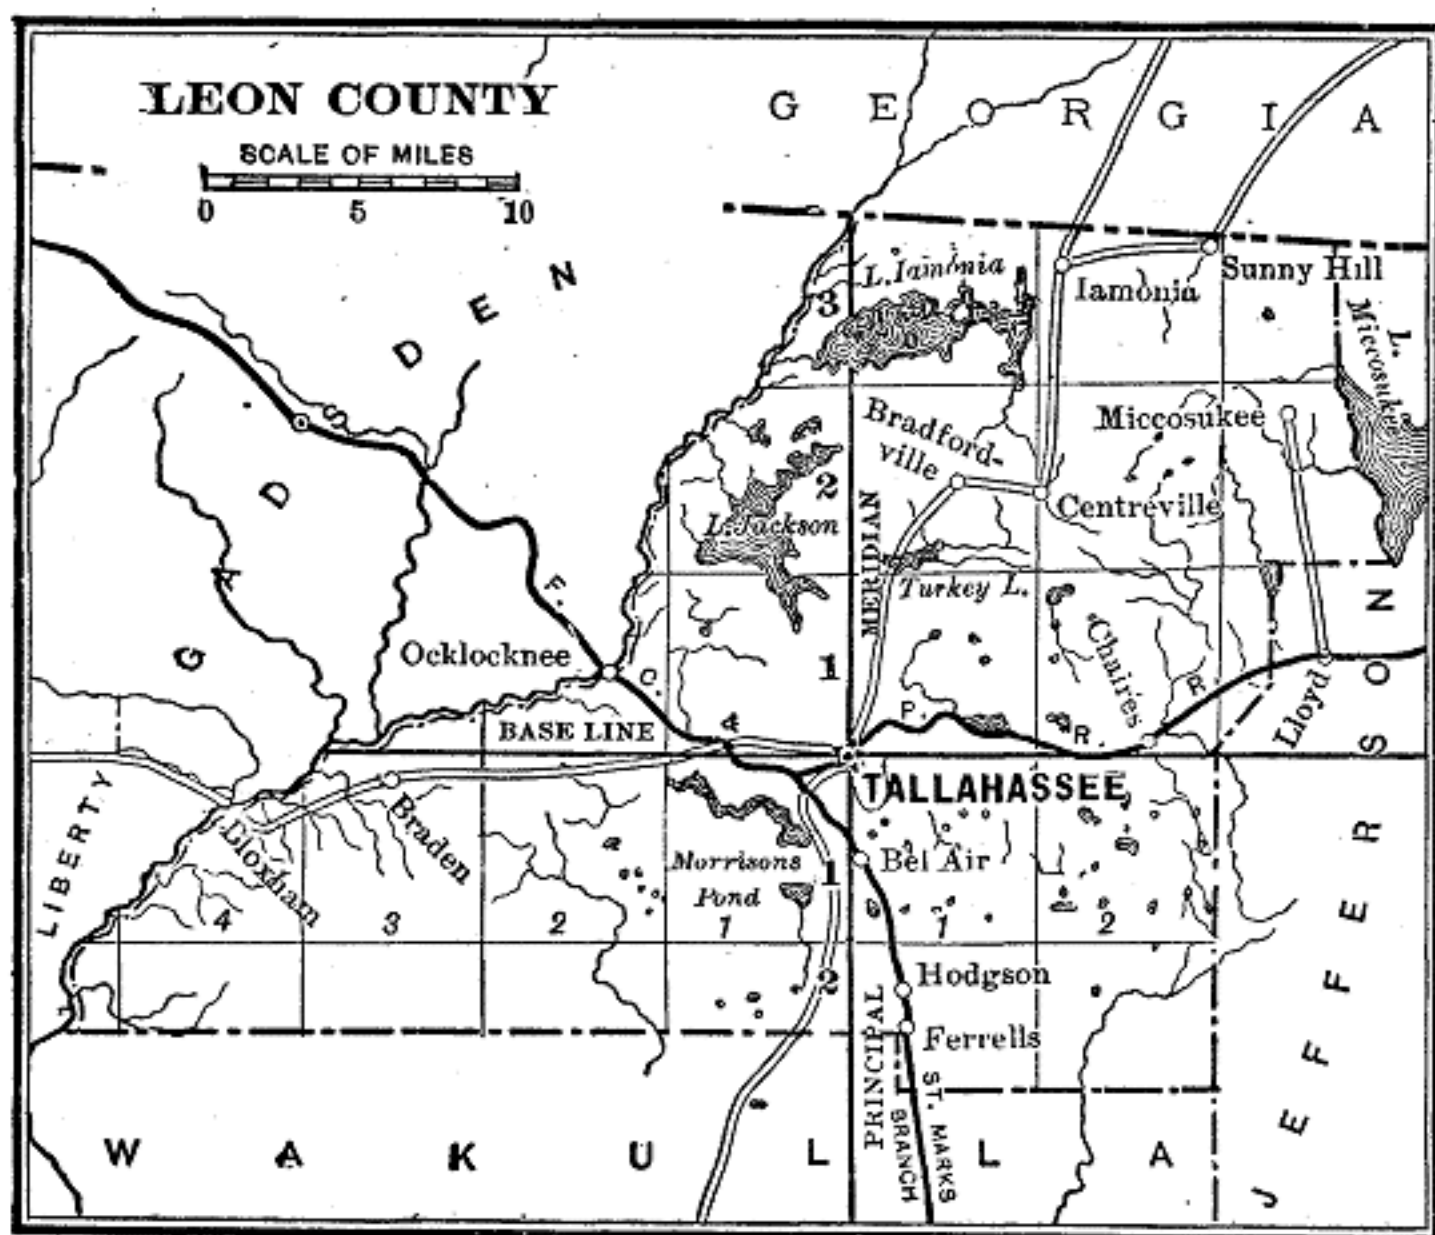 LEON COUNTY
SCALE OF MILES
0 5 10
GEORGIA
GADSDEN
L. Iamonia
3
Iamonia
Sunny Hill
L.
Miccosukee
Bradford-
ville
Miccosukee
2
L. Jackson
Centreville
MERIDIAN
Turkey L.
F.
Ocklocknee
C.
1
Chaires
P.
R.
R.
Lloyd
BASE LINE
4
TALLAHASSEE
LIBERTY
Bloxham
Braden
Morrisons
Pond
1
Bel Air
4 3 2 1 1 2
2
Hodgson
Ferrells
PRINCIPAL
ST. MARKS
BRANCH
WAKULLA
JEFFERSON